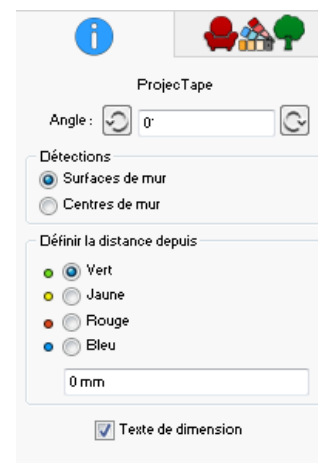 ProjecTape
Angle : 0°
Détections
Surfaces de mur
Centres de mur
Définir la distance depuis
Vert
Jaune
Rouge
Bleu
0 mm
Texte de dimension